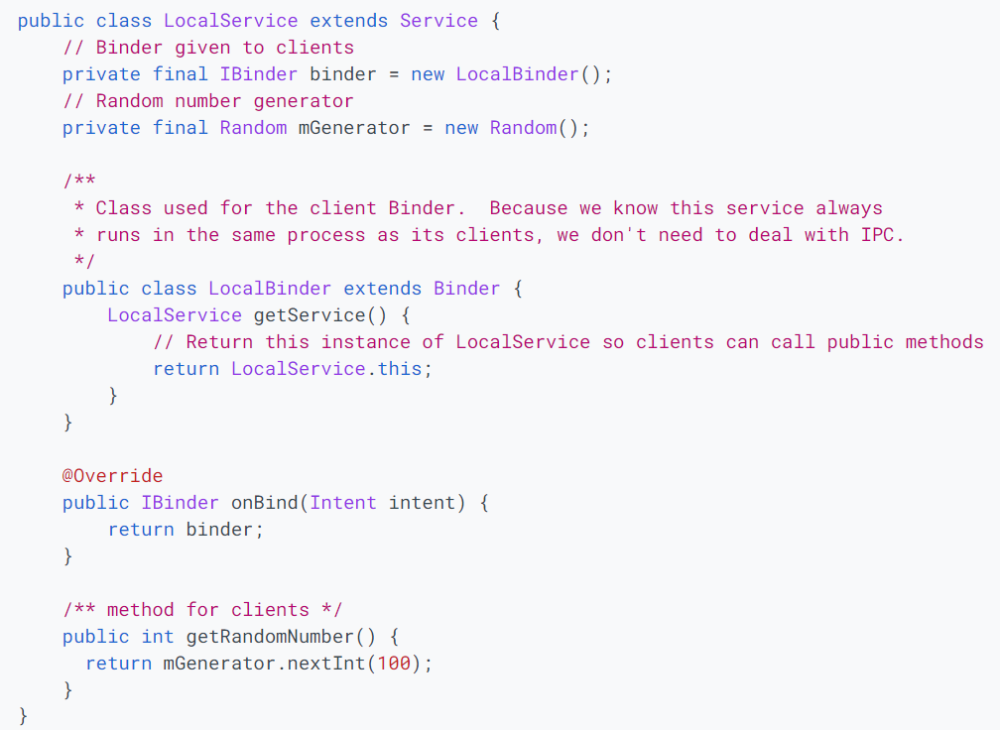 public class LocalService extends Service {
    // Binder given to clients
    private final IBinder binder = new LocalBinder();
    // Random number generator
    private final Random mGenerator = new Random();

    /**
     * Class used for the client Binder.  Because we know this service always
     * runs in the same process as its clients, we don't need to deal with IPC.
     */
    public class LocalBinder extends Binder {
        LocalService getService() {
            // Return this instance of LocalService so clients can call public methods
            return LocalService.this;
        }
    }

    @Override
    public IBinder onBind(Intent intent) {
        return binder;
    }

    /** method for clients */
    public int getRandomNumber() {
      return mGenerator.nextInt(100);
    }
}